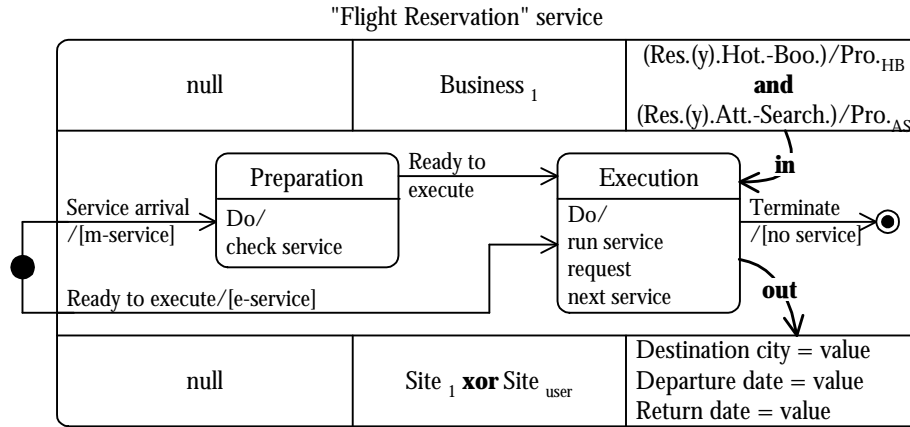 "Flight Reservation" service
null
Business 1
(Res.(y).Hot.-Boo.)/Pro.HB
and
(Res.(y).Att.-Search.)/Pro.AS
in
Preparation
Do/
check service
Ready to
execute
Execution
Do/
run service
request
next service
Service arrival
/[m-service]
Terminate
/[no service]
Ready to execute/[e-service]
out
null
Site 1 xor Site user
Destination city = value
Departure date = value
Return date = value